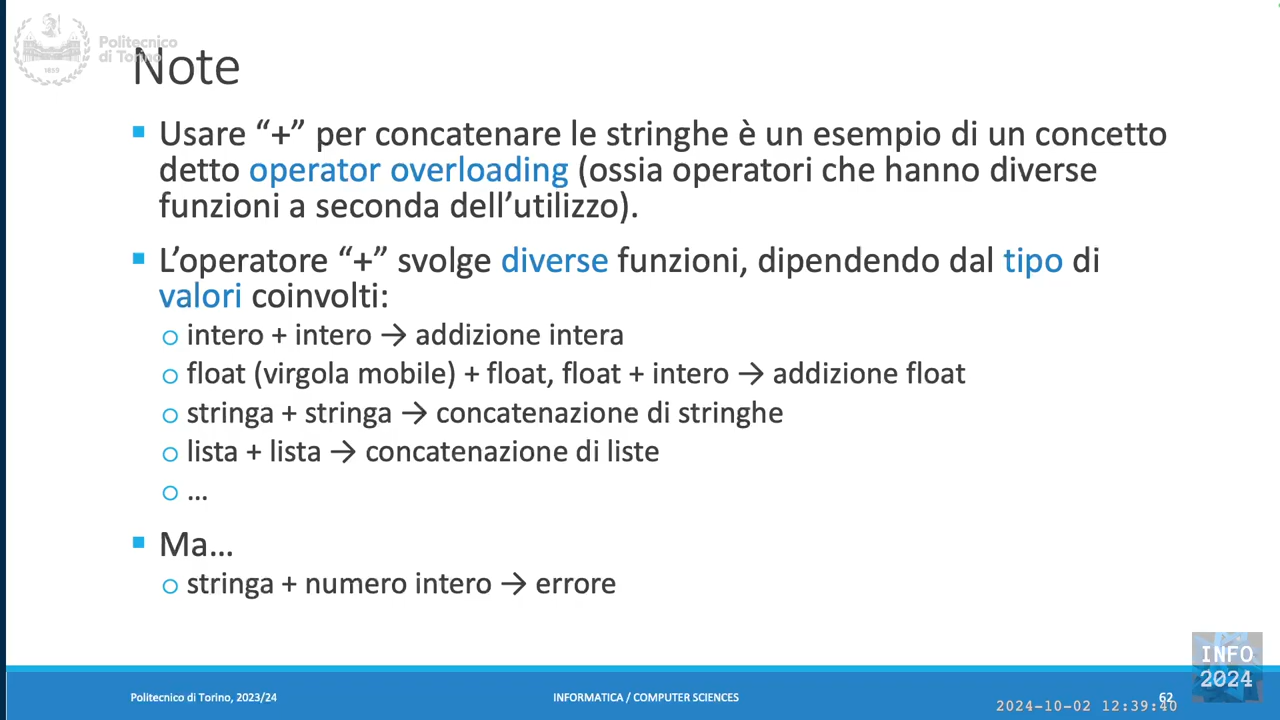 Politecnico
di Torino
1859
Note
Usare “+” per concatenare le stringhe è un esempio di un concetto
detto operator overloading (ossia operatori che hanno diverse
funzioni a seconda dell’utilizzo).
L’operatore “+” svolge diverse funzioni, dipendendo dal tipo di
valori coinvolti:
intero + intero → addizione intera
float (virgola mobile) + float, float + intero → addizione float
stringa + stringa → concatenazione di stringhe
lista + lista → concatenazione di liste
…
Ma…
stringa + numero intero → errore
Politecnico di Torino, 2023/24
INFORMATICA / COMPUTER SCIENCES
62
2024-10-02 12:39:40
INFO
2024